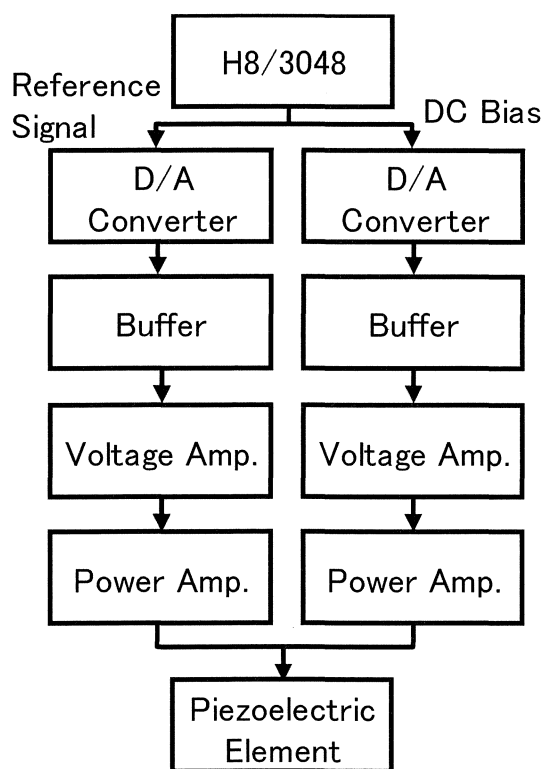 H8/3048
Reference
Signal
DC Bias
D/A
Converter
D/A
Converter
Buffer
Buffer
Voltage Amp.
Voltage Amp.
Power Amp.
Power Amp.
Piezoelectric
Element